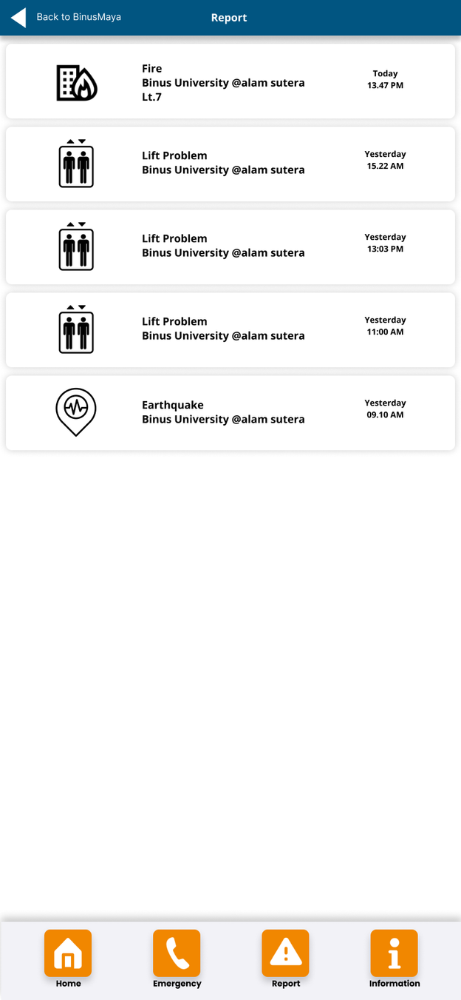 Back to BinusMaya
Report
Fire
Binus University @alam sutera
Lt.7
Today
13.47 PM
Lift Problem
Binus University @alam sutera
Yesterday
15.22 AM
Lift Problem
Binus University @alam sutera
Yesterday
13:03 PM
Lift Problem
Binus University @alam sutera
Yesterday
11:00 AM
Earthquake
Binus University @alam sutera
Yesterday
09.10 AM
Home
Emergency
Report
Information